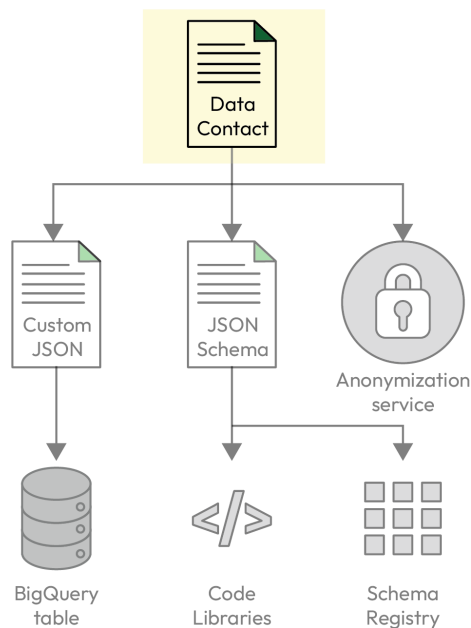 Data
Contact
Custom
JSON
JSON
Schema
Anonymization
service
BigQuery
table
Code
Libraries
Schema
Registry